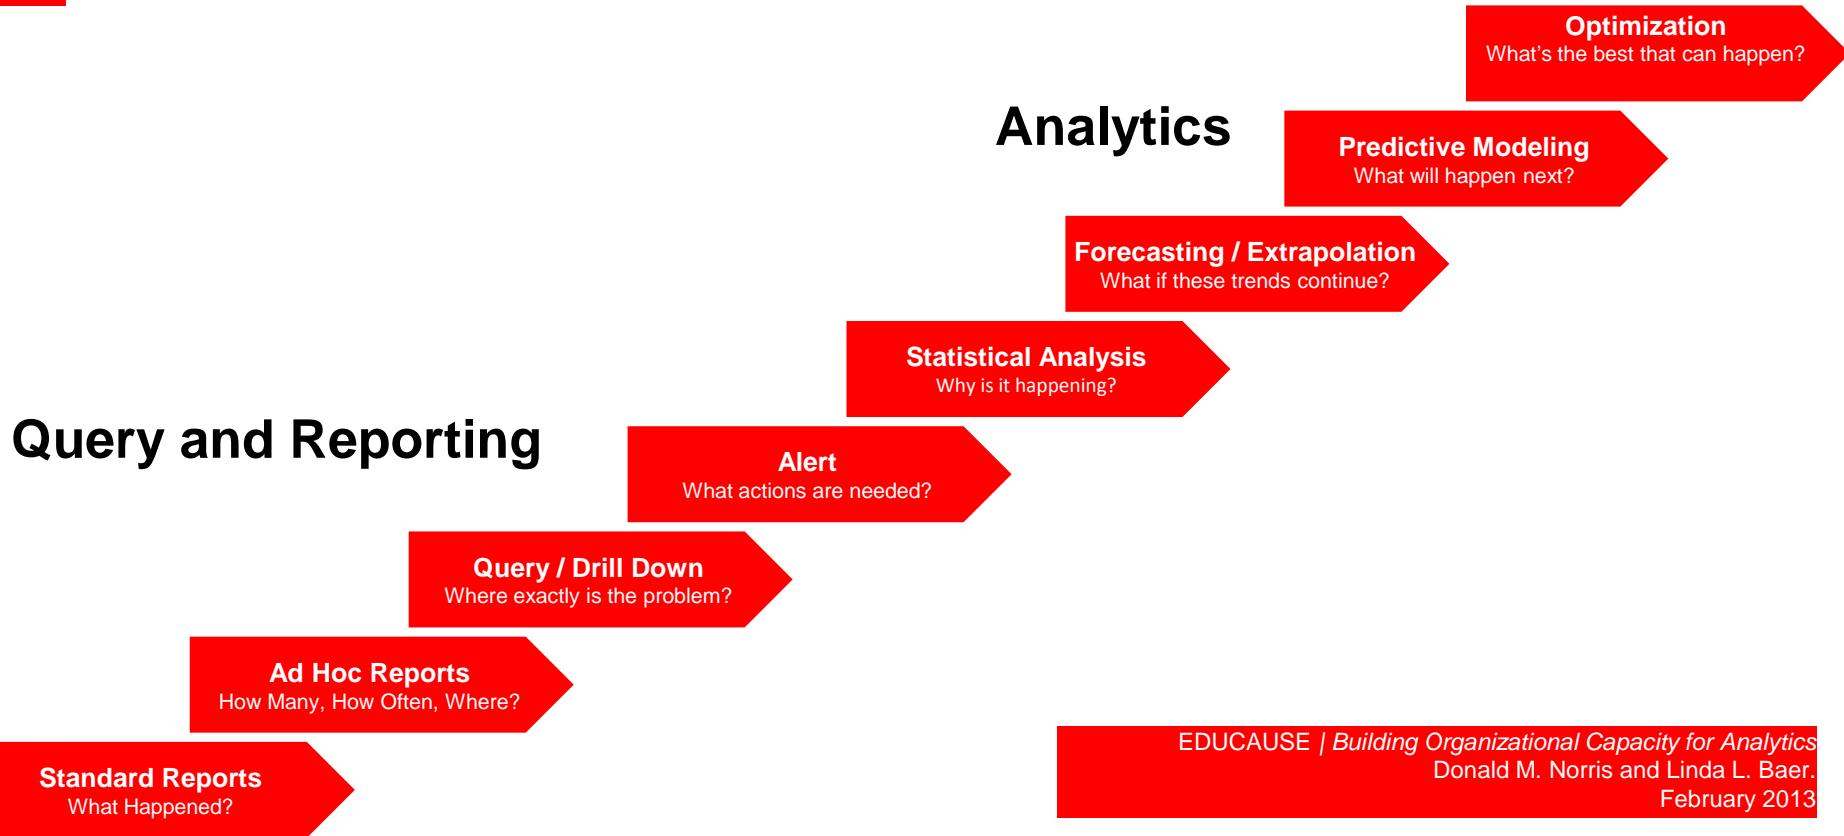 Optimization
What’s the best that can happen?
Analytics
Predictive Modeling
What will happen next?
Forecasting / Extrapolation
What if these trends continue?
Statistical Analysis
Why is it happening?
Query and Reporting
Alert
What actions are needed?
Query / Drill Down
Where exactly is the problem?
Ad Hoc Reports
How Many, How Often, Where?
Standard Reports
What Happened?
EDUCAUSE | Building Organizational Capacity for Analytics
Donald M. Norris and Linda L. Baer.
February 2013